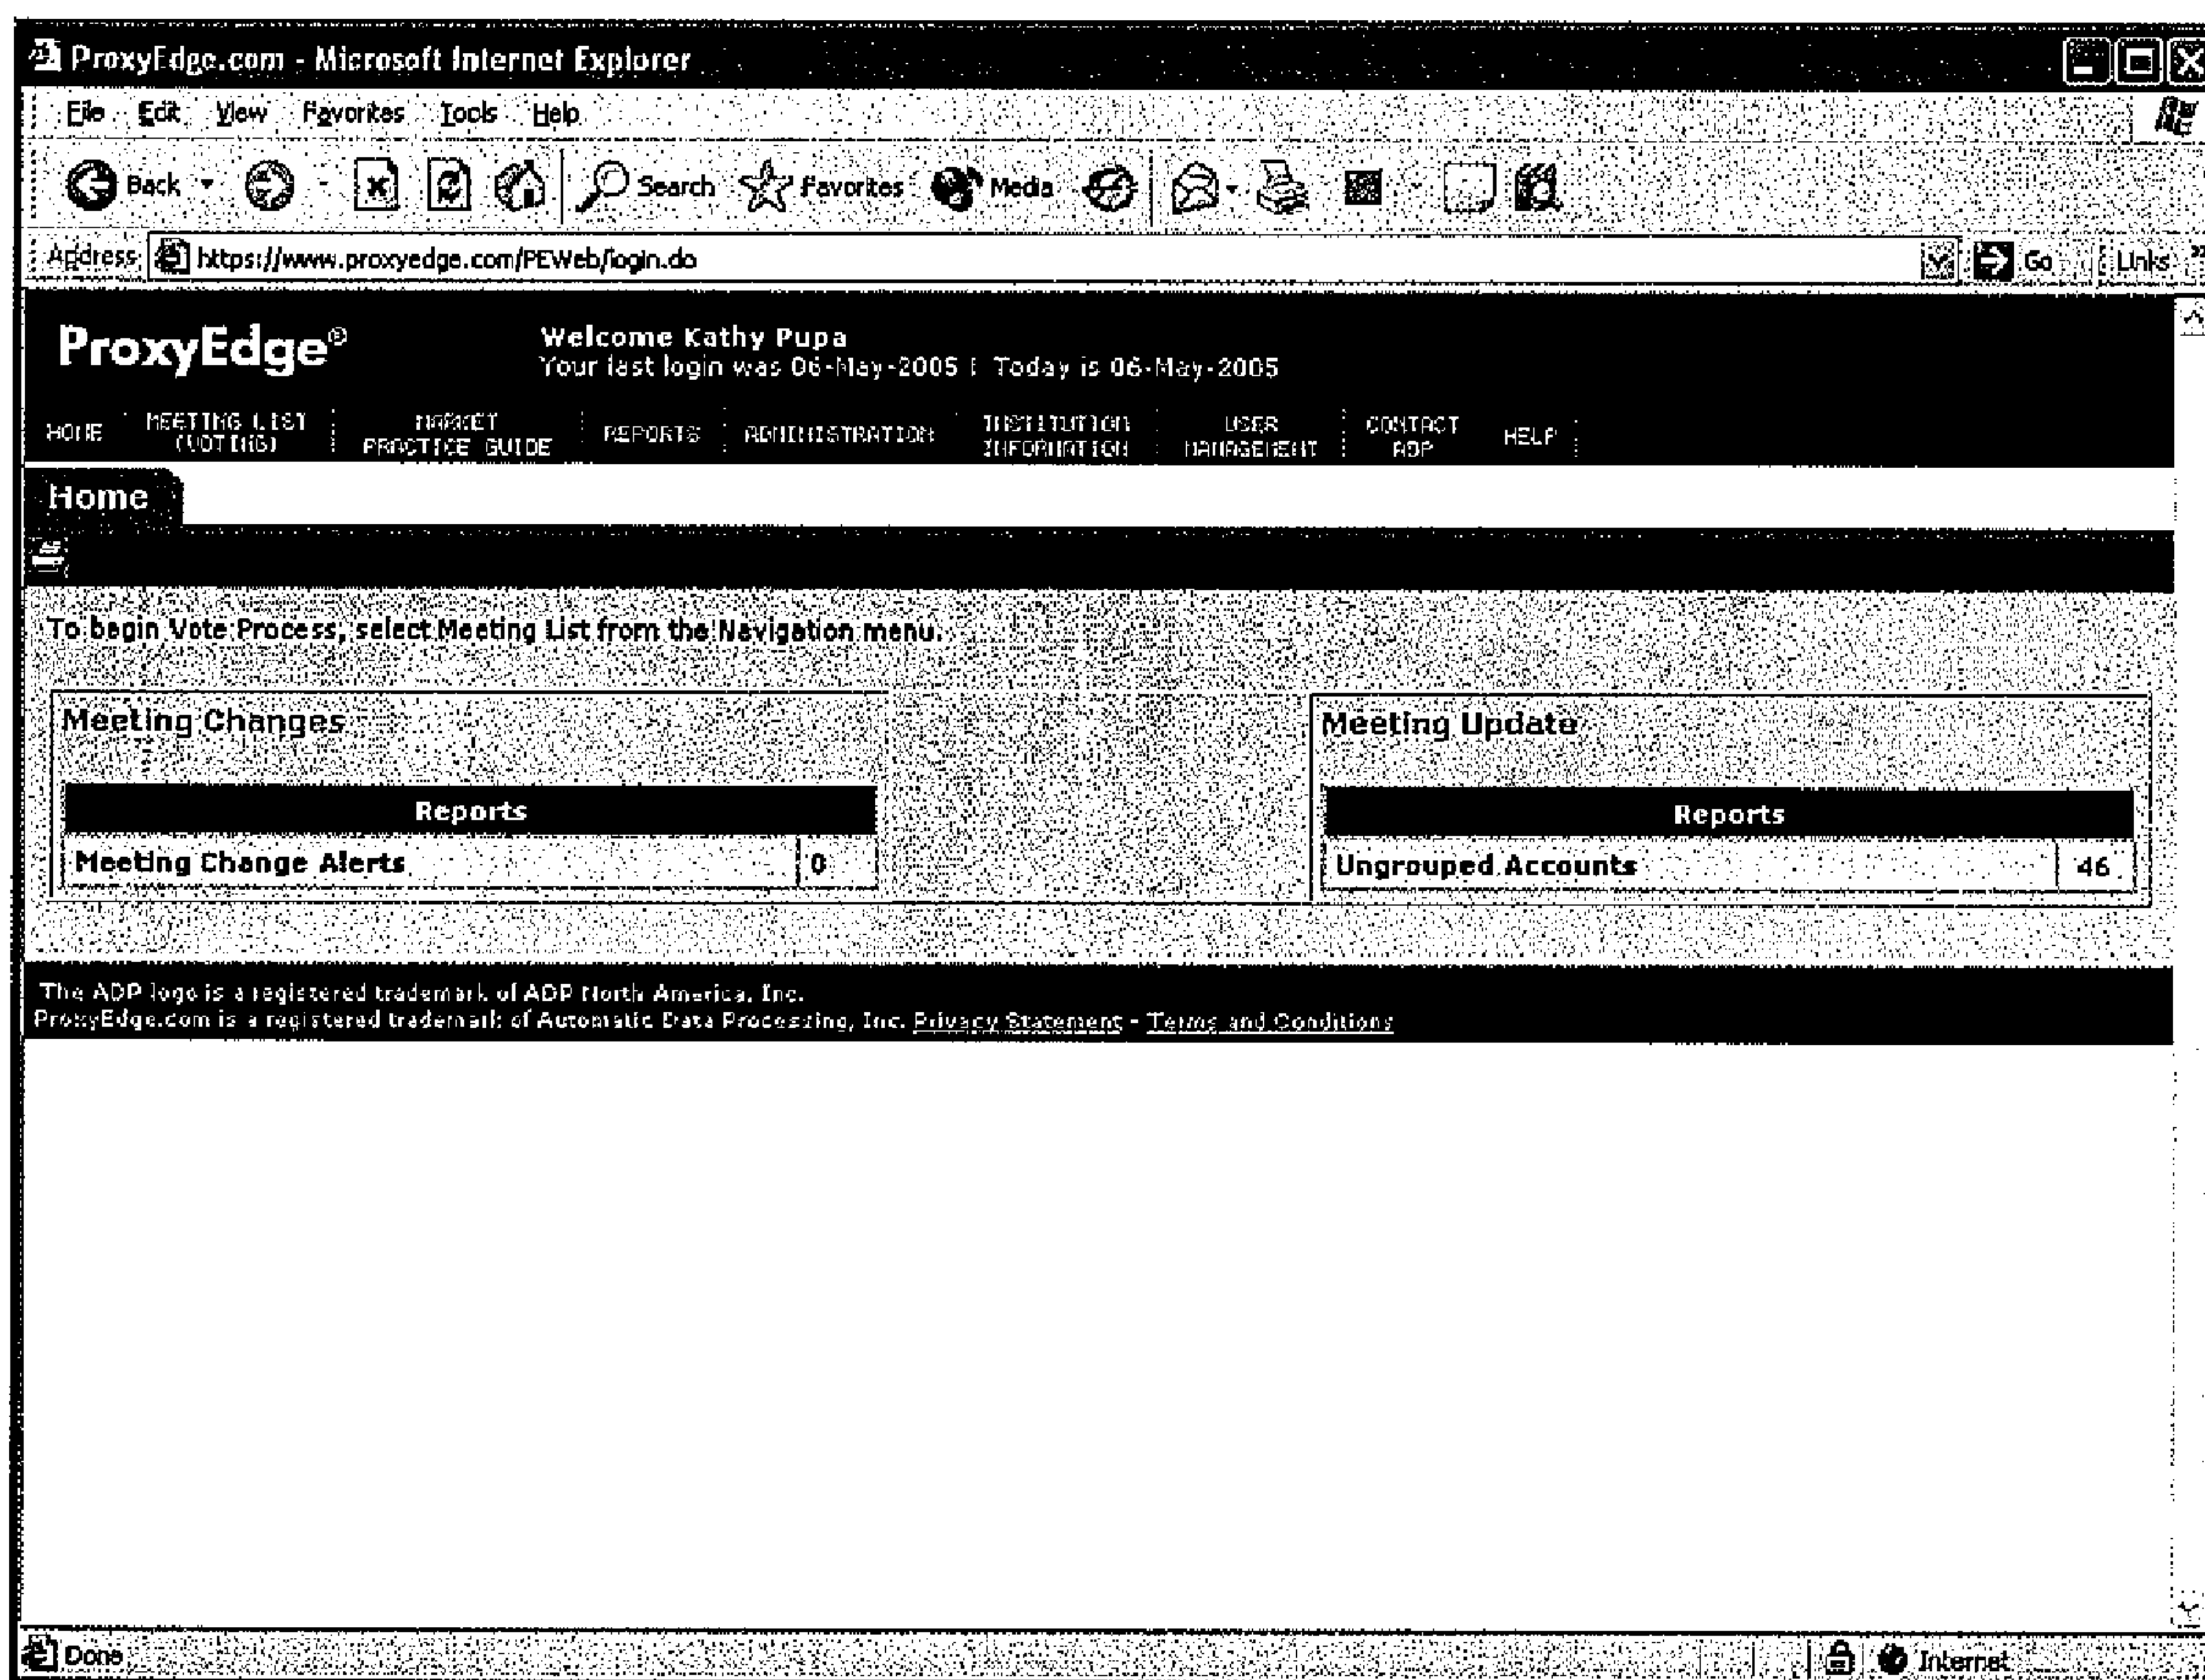 ProxyEdge.com - Microsoft Internet Explorer
File Edit View Favorites Tools Help
Back Search Favorites Media
Address https://www.proxyedge.com/PEWeb/login.do Go Links »
ProxyEdge®
Welcome Kathy Pupa
Your last login was 06-May-2005 | Today is 06-May-2005
HOME MEETING LIST (VOTING) MARKET PRACTICE GUIDE REPORTS ADMINISTRATION INSTITUTION INFORMATION USER MANAGEMENT CONTACT ADP HELP
Home
To begin Vote Process, select Meeting List from the Navigation menu.
Meeting Changes
Reports
Meeting Change Alerts 0
Meeting Update
Reports
Ungrouped Accounts 46
The ADP logo is a registered trademark of ADP North America, Inc.
ProxyEdge.com is a registered trademark of Automatic Data Processing, Inc. Privacy Statement - Terms and Conditions
Done Internet